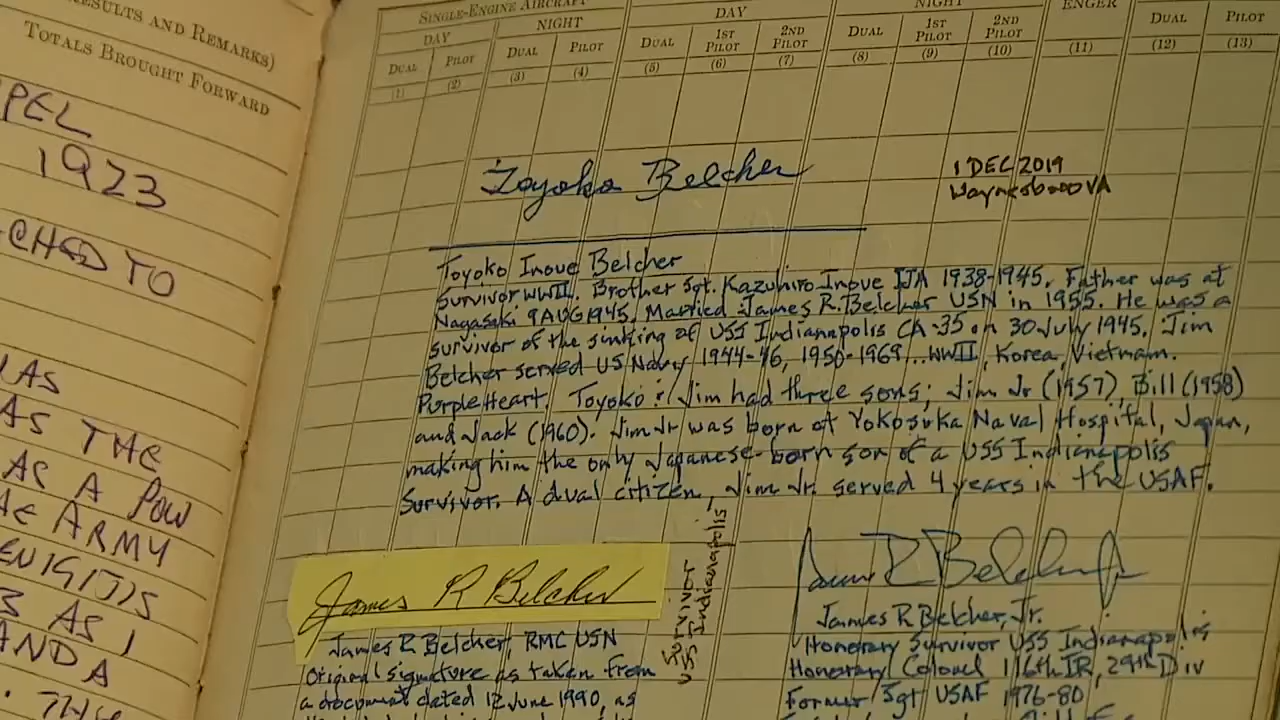 RESULTS AND REMARKS)
TOTALS BROUGHT FORWARD
PEL
1923
CHED TO
AS
AS THE
AS A POW
ARMY
AS I
AND A
SINGLE-ENGINE AIRCRAFT
DAY
NIGHT
DAY
NIGHT
DUAL
PILOT
DUAL
PILOT
DUAL
1ST PILOT
2ND PILOT
DUAL
1ST PILOT
2ND PILOT
ENGER
DUAL
PILOT
(1)
(2)
(3)
(4)
(5)
(6)
(7)
(8)
(9)
(10)
(11)
(12)
(13)
Toyoko Belcher
1 DEC 2019
Waynesboro VA
Toyoko Inoue Belcher
Survivor WWII. Brother Sgt. Kazuhiro Inoue IJA 1938-1945. Father was at
Nagasaki 9AUG1945. Married James R. Belcher USN in 1955. He was a
survivor of the sinking of USS Indianapolis CA-35 on 30 July 1945. Jim
Belcher served US Navy 1944-46, 1950-1969...WWII, Korea, Vietnam.
Purple Heart. Toyoko & Jim had three sons; Jim Jr (1957), Bill (1958)
and Jack (1960). Jim Jr was born at Yokosuka Naval Hospital, Japan,
making him the only Japanese-born son of a USS Indianapolis
Survivor. A dual citizen, Jim Jr. served 4 years in the USAF.
James R Belcher
Survivor
USS Indianapolis
James R. Belcher, RMC USN
Original signature as taken from
a document dated 12 June 1990, as
James R Belcher Jr
James R Belcher, Jr.
Honorary Survivor USS Indianapolis
Honorary Colonel 116th IR, 29th Div
Former Sgt USAF 1976-80